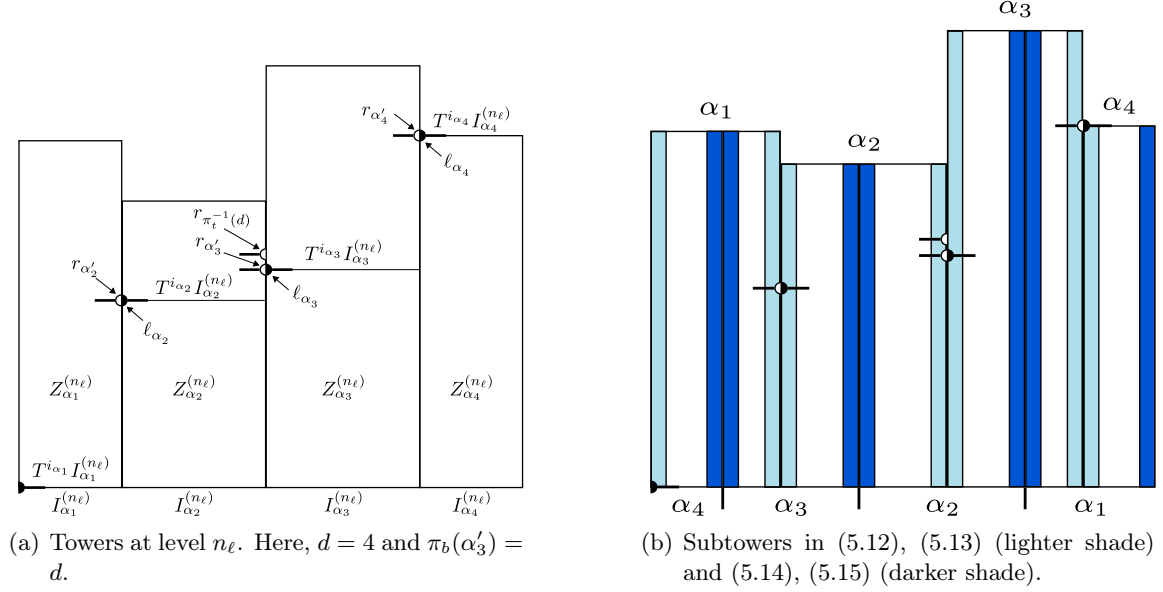 r_{α'_4}
T^{i_{α_4}} I^{(n_ℓ)}_{α_4}
ℓ_{α_4}
r_{π_t^{-1}(d)}
r_{α'_3}
T^{i_{α_3}} I^{(n_ℓ)}_{α_3}
ℓ_{α_3}
r_{α'_2}
T^{i_{α_2}} I^{(n_ℓ)}_{α_2}
ℓ_{α_2}
Z^{(n_ℓ)}_{α_1} Z^{(n_ℓ)}_{α_2} Z^{(n_ℓ)}_{α_3} Z^{(n_ℓ)}_{α_4}
T^{i_{α_1}} I^{(n_ℓ)}_{α_1}
I^{(n_ℓ)}_{α_1} I^{(n_ℓ)}_{α_2} I^{(n_ℓ)}_{α_3} I^{(n_ℓ)}_{α_4}
(a) Towers at level n_ℓ. Here, d = 4 and π_b(α'_3) =
d.
α_3
α_1 α_4
α_2
α_4 α_3 α_2 α_1
(b) Subtowers in (5.12), (5.13) (lighter shade)
and (5.14), (5.15) (darker shade).